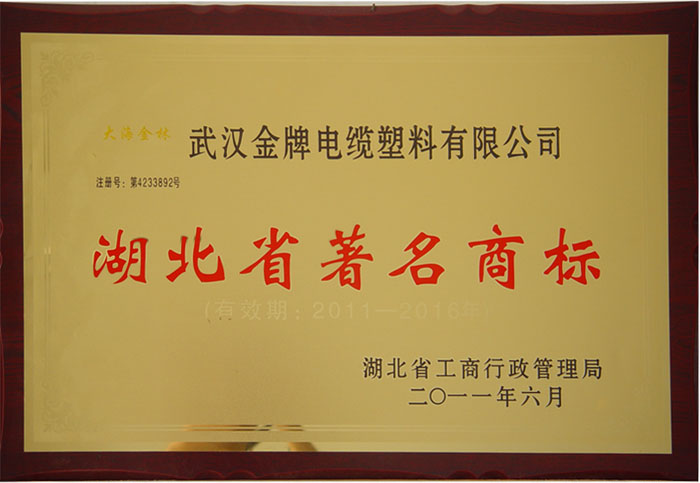 大海金林 武汉金牌电缆塑料有限公司
注册号：第4233892号
湖北省著名商标
(有效期：2011—2016年)
湖北省工商行政管理局
二〇一一年六月